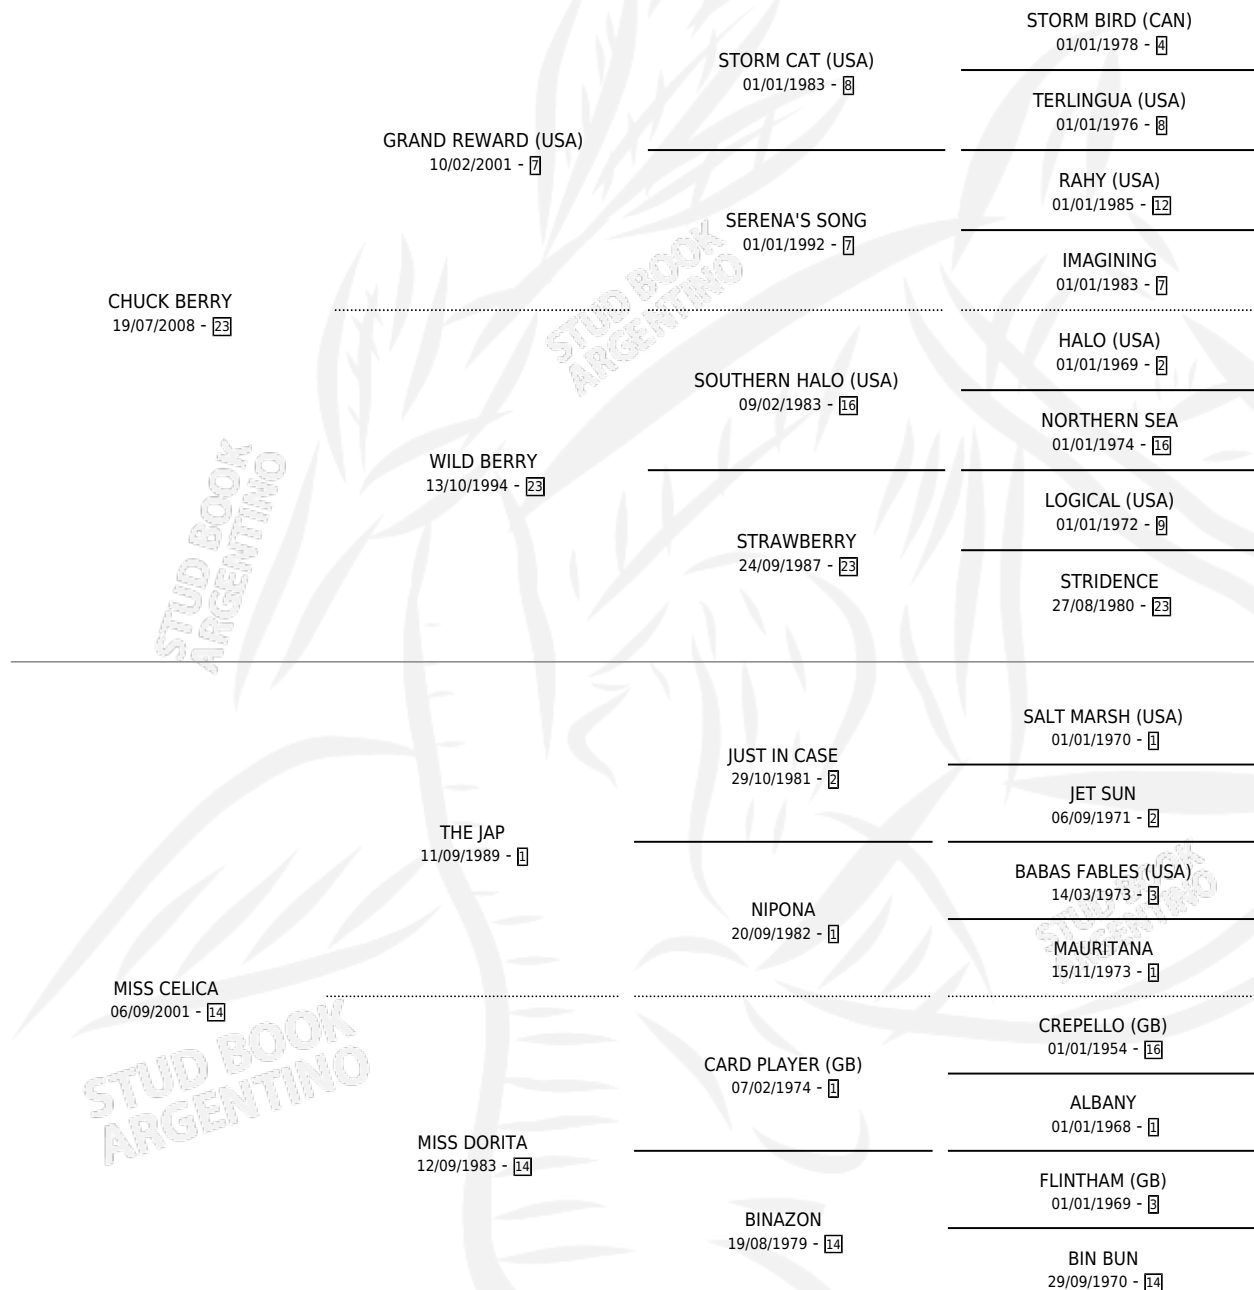 STORM BIRD (CAN)
01/01/1978 - 4
STORM CAT (USA)
01/01/1983 - 8
TERLINGUA (USA)
01/01/1976 - 8
GRAND REWARD (USA)
10/02/2001 - 7
RAHY (USA)
01/01/1985 - 12
SERENA'S SONG
01/01/1992 - 7
IMAGINING
01/01/1983 - 7
CHUCK BERRY
19/07/2008 - 23
HALO (USA)
01/01/1969 - 2
SOUTHERN HALO (USA)
09/02/1983 - 16
NORTHERN SEA
01/01/1974 - 16
WILD BERRY
13/10/1994 - 23
LOGICAL (USA)
01/01/1972 - 9
STRAWBERRY
24/09/1987 - 23
STRIDENCE
27/08/1980 - 23
SALT MARSH (USA)
01/01/1970 - 1
JUST IN CASE
29/10/1981 - 2
JET SUN
06/09/1971 - 2
THE JAP
11/09/1989 - 1
BABAS FABLES (USA)
14/03/1973 - 3
NIPONA
20/09/1982 - 1
MAURITANA
15/11/1973 - 1
MISS CELICA
06/09/2001 - 14
CREPELLO (GB)
01/01/1954 - 16
CARD PLAYER (GB)
07/02/1974 - 1
ALBANY
01/01/1968 - 1
MISS DORITA
12/09/1983 - 14
FLINTHAM (GB)
01/01/1969 - 3
BINAZON
19/08/1979 - 14
BIN BUN
29/09/1970 - 14
STUD BOOK
ARGENTINO
STUD BOOK
ARGENTINO
STUD BOOK
ARGENTINO
STUD BOOK
ARGENTINO